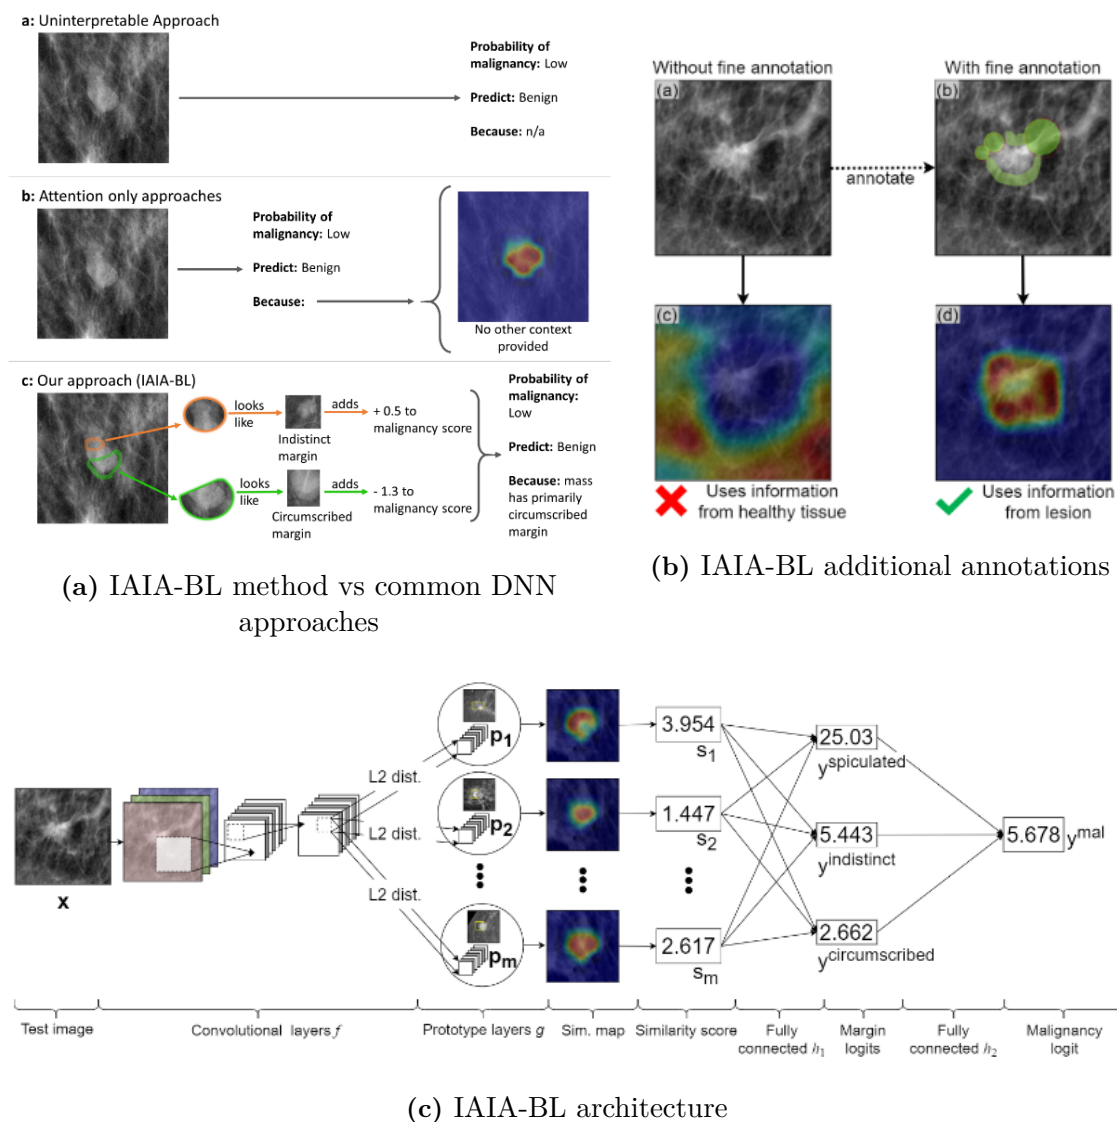 a: Uninterpretable Approach
Probability of
malignancy: Low
Predict: Benign
Because: n/a
b: Attention only approaches
Probability of
malignancy: Low
Predict: Benign
Because:
No other context
provided
c: Our approach (IAIA-BL)
looks
like
Indistinct
margin
adds
+ 0.5 to
malignancy score
looks
like
Circumscribed
margin
adds
- 1.3 to
malignancy score
Probability of
malignancy:
Low
Predict: Benign
Because: mass
has primarily
circumscribed
margin
(a) IAIA-BL method vs common DNN
approaches
Without fine annotation
With fine annotation
(a)
(b)
annotate
(c)
(d)
Uses information
from healthy tissue
Uses information
from lesion
(b) IAIA-BL additional annotations
x
L2 dist.
L2 dist.
L2 dist.
p1
p2
pm
3.954
s1
1.447
s2
2.617
sm
25.03
y^spiculated
5.443
y^indistinct
2.662
y^circumscribed
5.678 y^mal
Test image
Convolutional layers f
Prototype layers g
Sim. map
Similarity score
Fully
connected h1
Margin
logits
Fully
connected h2
Malignancy
logit
(c) IAIA-BL architecture